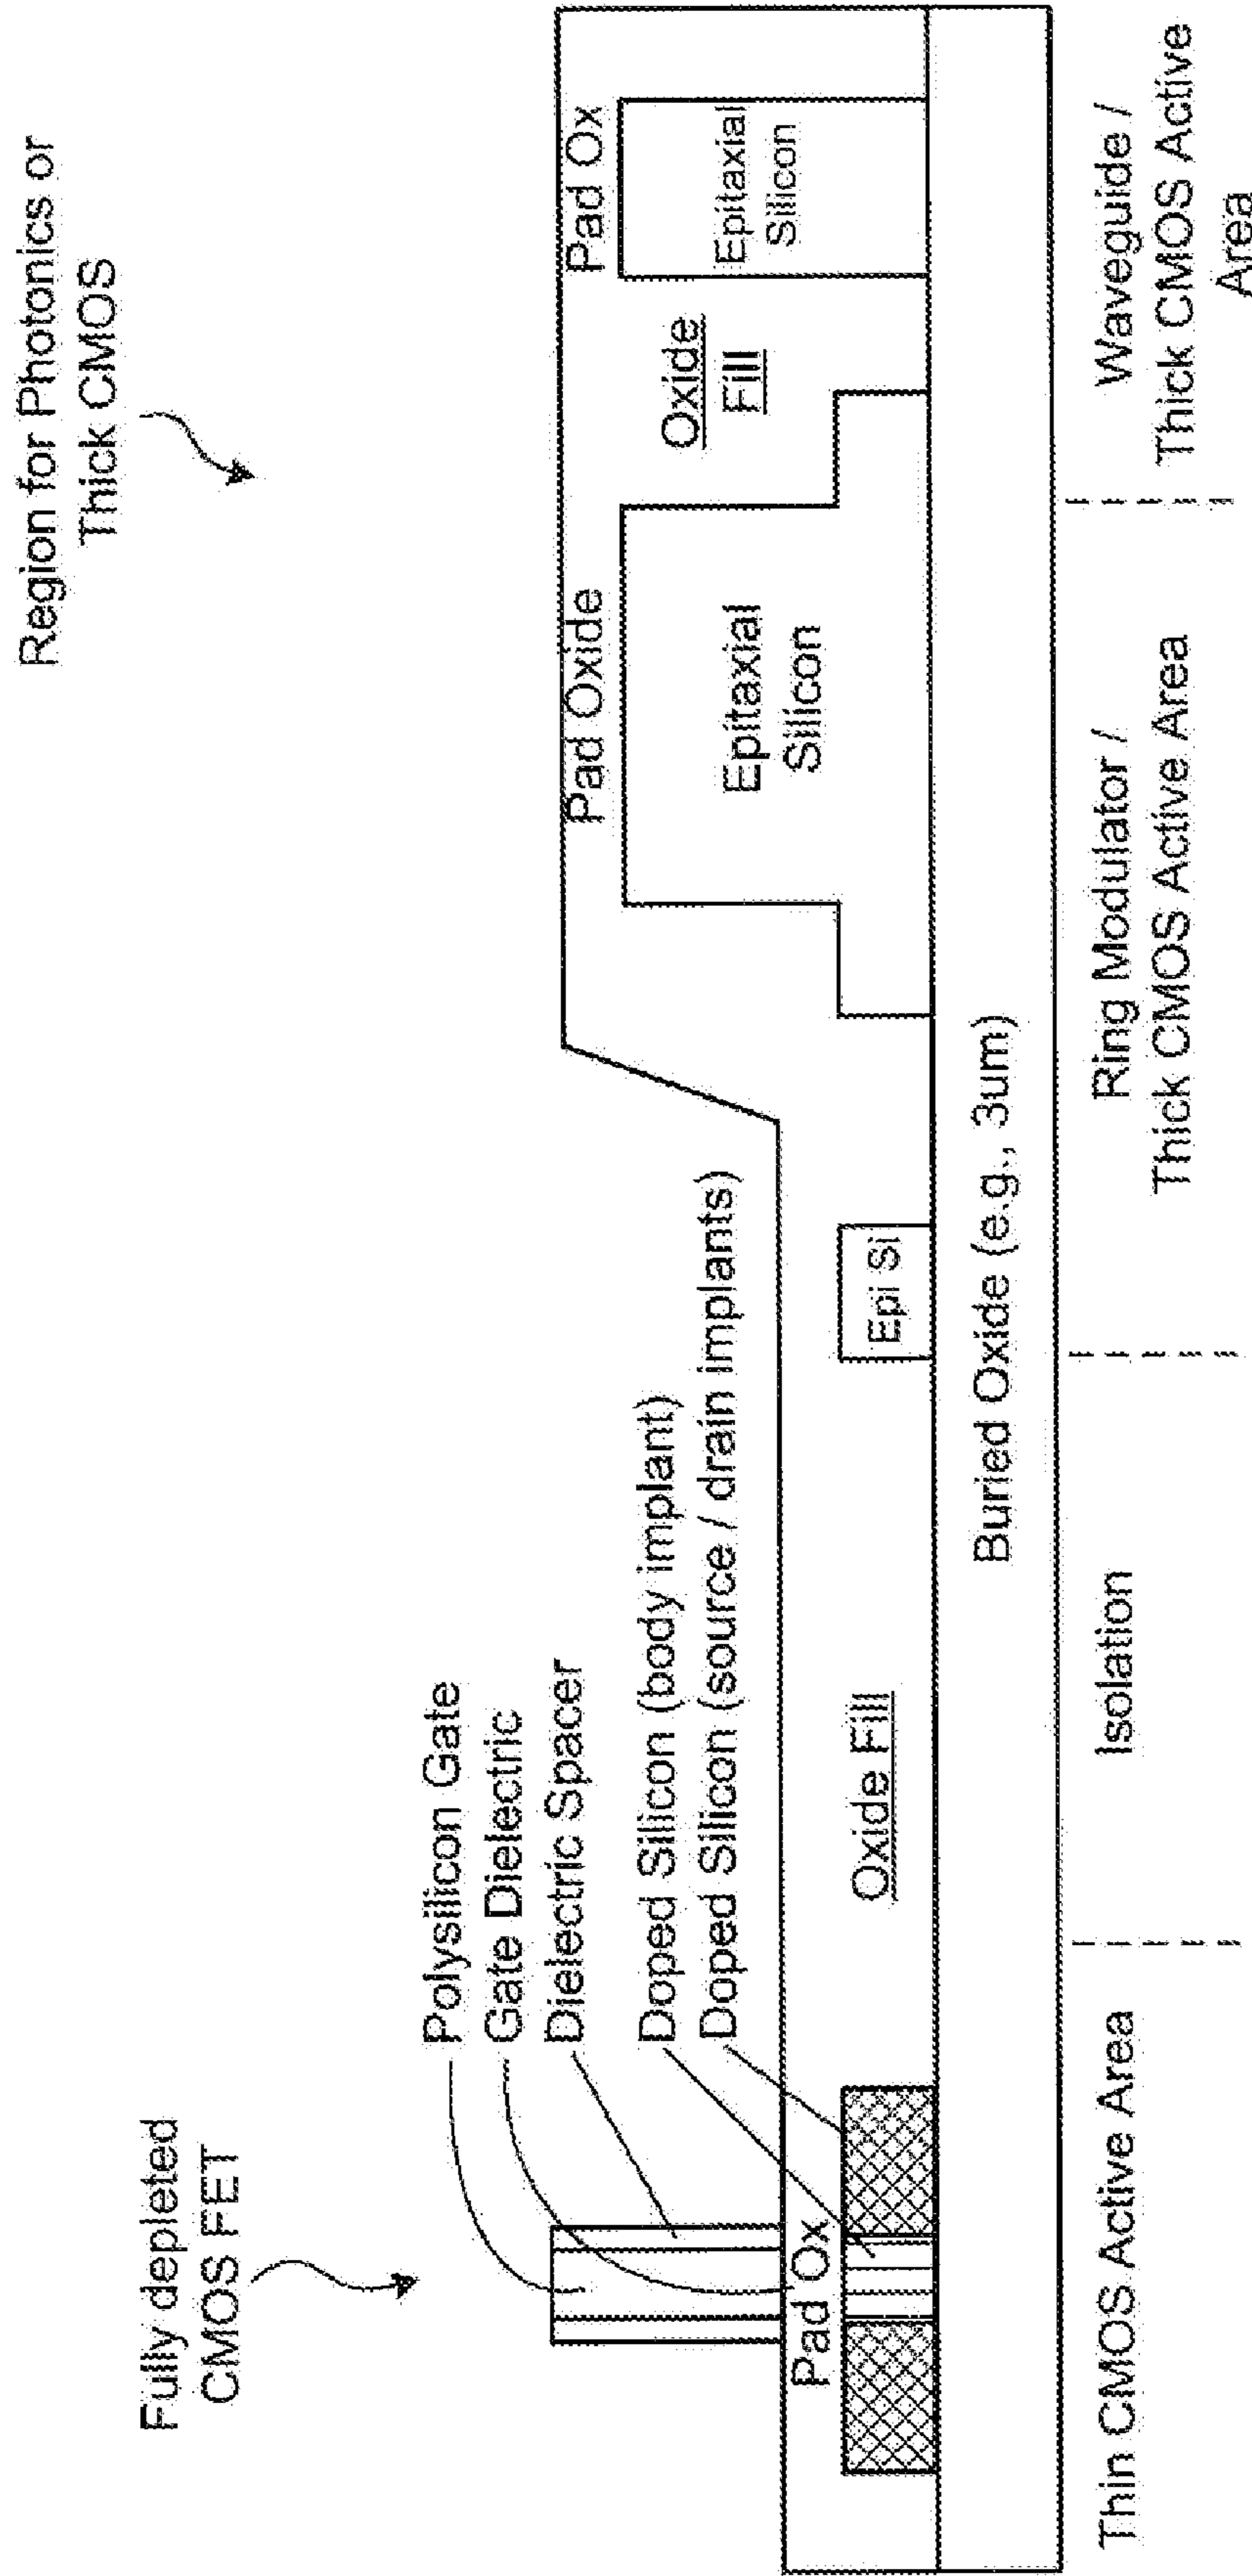 Region for Photonics or
Thick CMOS
Fully depleted
CMOS FET
Polysilicon Gate
Gate Dielectric
Dielectric Spacer
Doped Silicon (body implant)
Doped Silicon (source / drain implants)
Pad Ox
Pad Oxide
Pad Ox
Oxide Fill
Epi Si
Epitaxial
Silicon
Oxide
Fill
Epitaxial
Silicon
Buried Oxide (e.g., 3um)
Thin CMOS Active Area
Isolation
Ring Modulator /
Thick CMOS Active Area
Waveguide /
Thick CMOS Active
Area